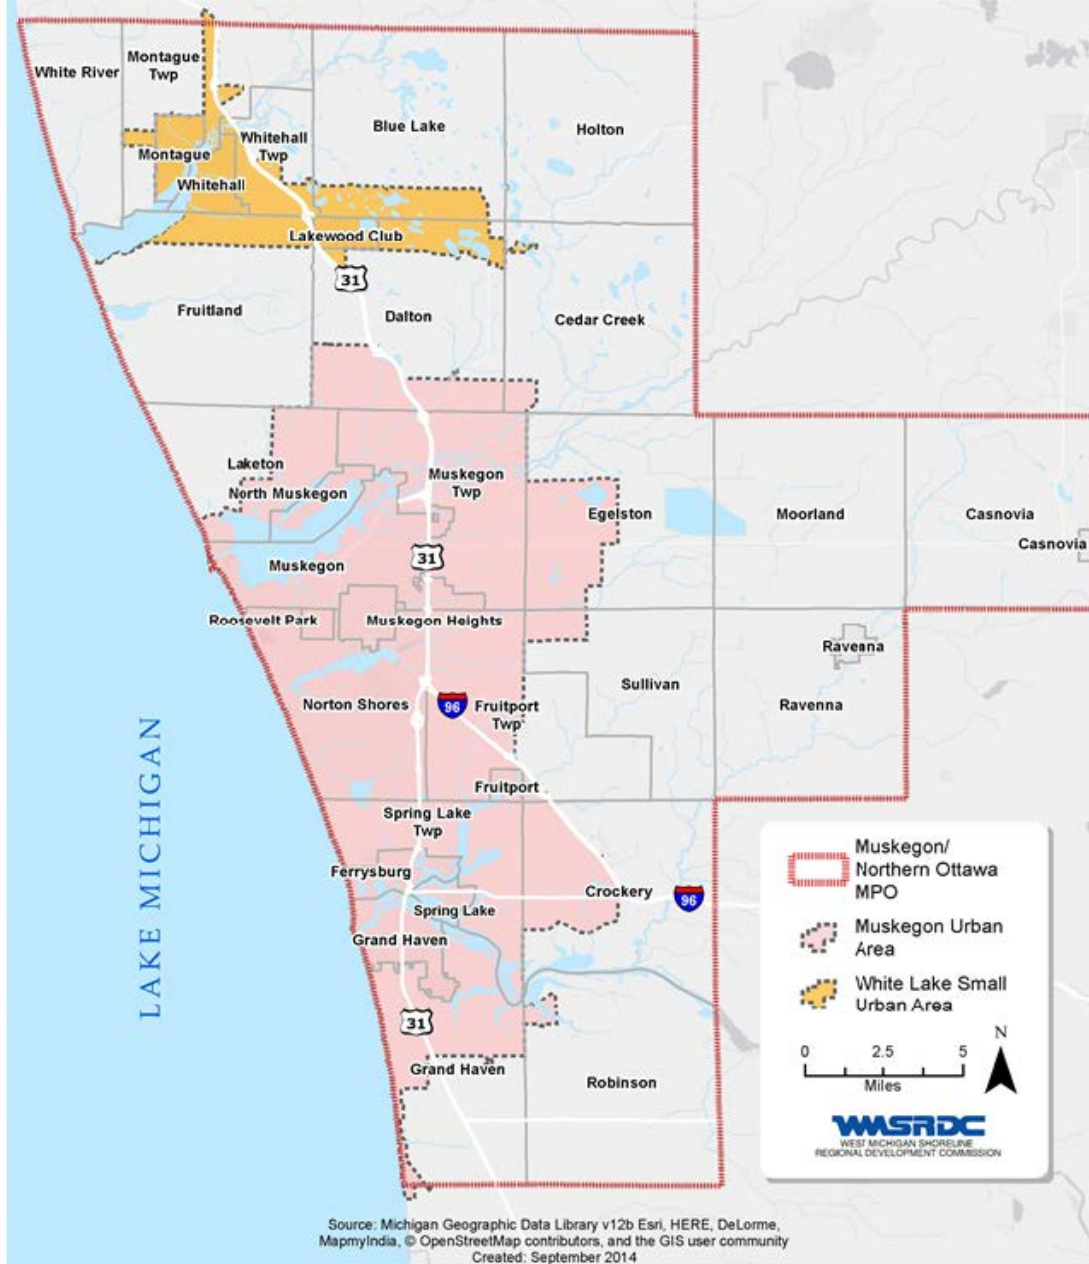 White River
Montague
Twp
Blue Lake
Holton
Whitehall
Twp
Montague
Whitehall
Lakewood Club
31
Fruitland
Dalton
Cedar Creek
Laketon
North Muskegon
Muskegon
Twp
Egelston
Moorland
Casnovia
Casnovia
31
Muskegon
Roosevelt Park
Muskegon Heights
Ravenna
Sullivan
Ravenna
Norton Shores
96
Fruitport
Twp
Fruitport
LAKE MICHIGAN
Spring Lake
Twp
Ferrysburg
Crockery
96
Spring Lake
Grand Haven
31
Grand Haven
Robinson
Muskegon/
Northern Ottawa
MPO
Muskegon Urban
Area
White Lake Small
Urban Area
N
0 2.5 5
Miles
WMSRDC
WEST MICHIGAN SHORELINE
REGIONAL DEVELOPMENT COMMISSION
Source: Michigan Geographic Data Library v12b Esri, HERE, DeLorme,
MapmyIndia, © OpenStreetMap contributors, and the GIS user community
Created: September 2014